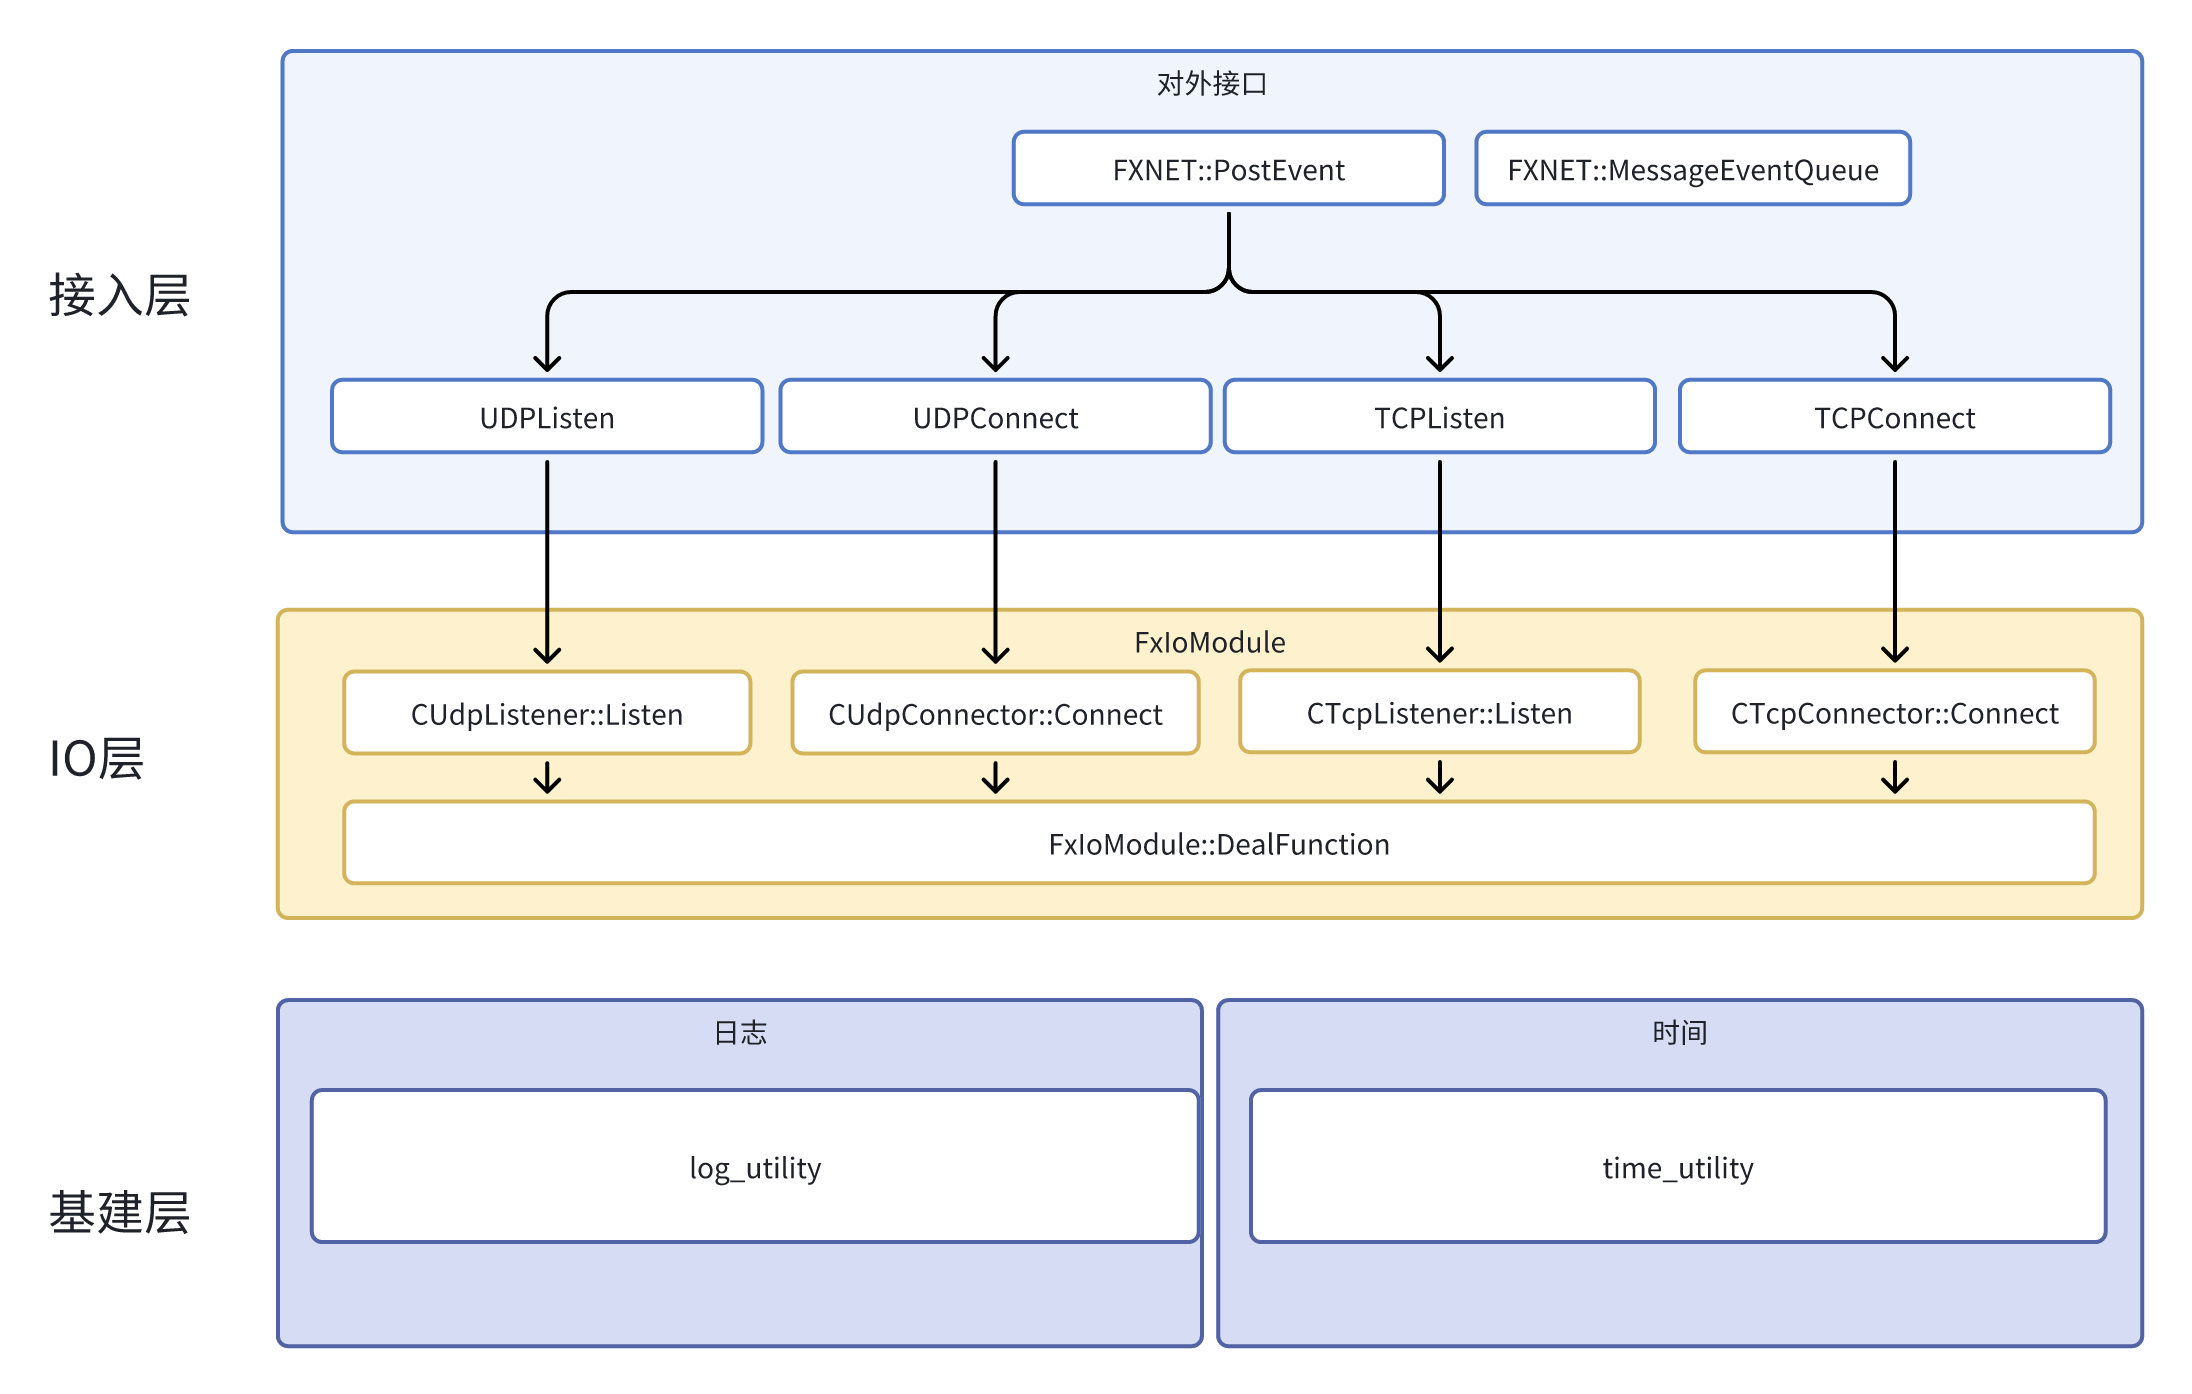 对外接口
FXNET::PostEvent
FXNET::MessageEventQueue
接入层
UDPListen
UDPConnect
TCPListen
TCPConnect
FxIoModule
CUdpListener::Listen
CUdpConnector::Connect
CTcpListener::Listen
CTcpConnector::Connect
IO层
FxIoModule::DealFunction
日志
时间
log_utility
time_utility
基建层